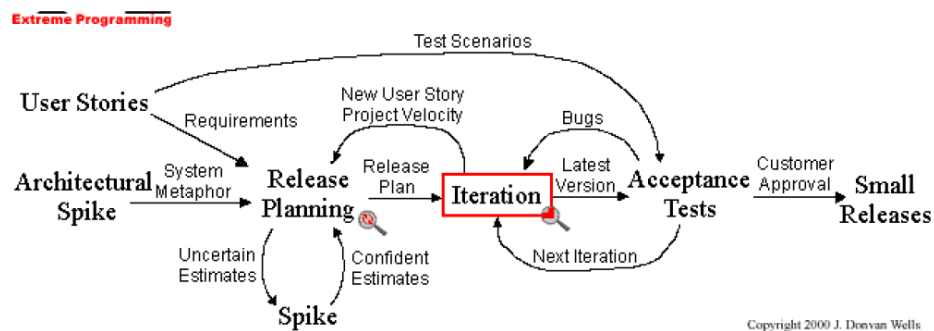 Extreme Programming
Test Scenarios
User Stories
New User Story
Project Velocity
Bugs
Requirements
Architectural
Spike
System
Metaphor
Release
Planning
Release
Plan
Iteration
Latest
Version
Acceptance
Tests
Customer
Approval
Small
Releases
Uncertain
Estimates
Confident
Estimates
Next Iteration
Spike
Copyright 2000 J. Donvan Wells